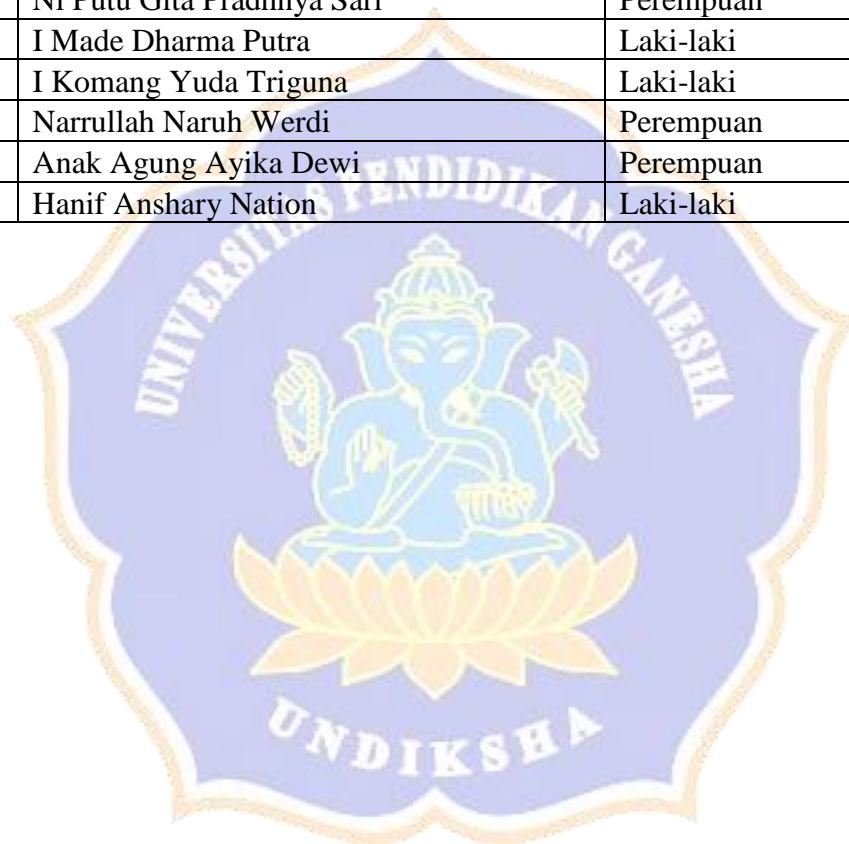 Ni Putu Gita Pradnnya Sari Perempuan
I Made Dharma Putra Laki-laki
I Komang Yuda Triguna Laki-laki
Narrullah Naruh Werdi Perempuan
Anak Agung Ayika Dewi Perempuan
Hanif Anshary Nation Laki-laki
UNIVERSITAS PENDIDIKAN GANESHA
UNDIKSHA